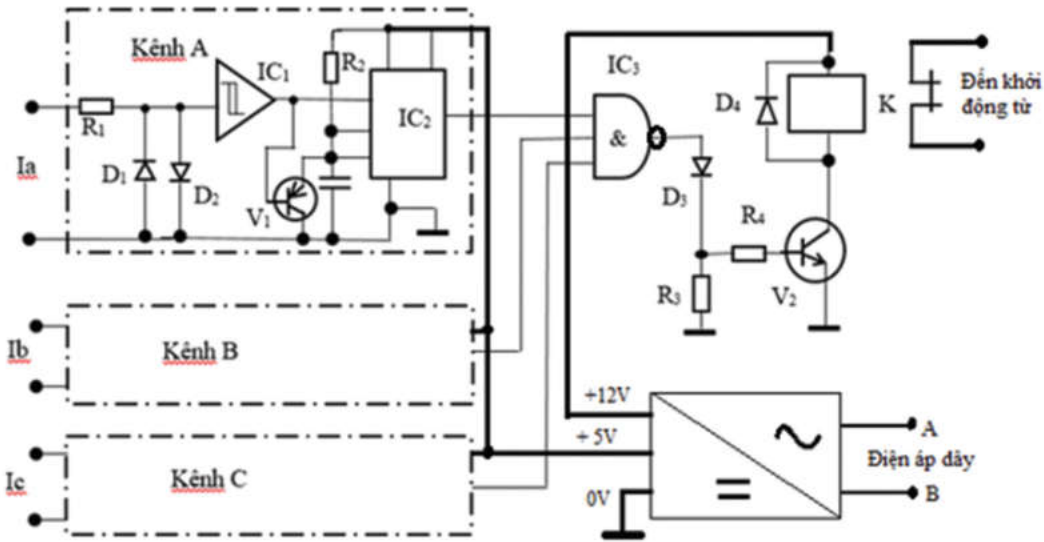 Kênh A
IC1
R2
R1
IC2
Ia
D1
D2
V1
IC3
&
D4
K
Đến khởi
động từ
D3
R4
R3
V2
Ib
Kênh B
Ic
Kênh C
+12V
+ 5V
0V
A
Điện áp dây
B